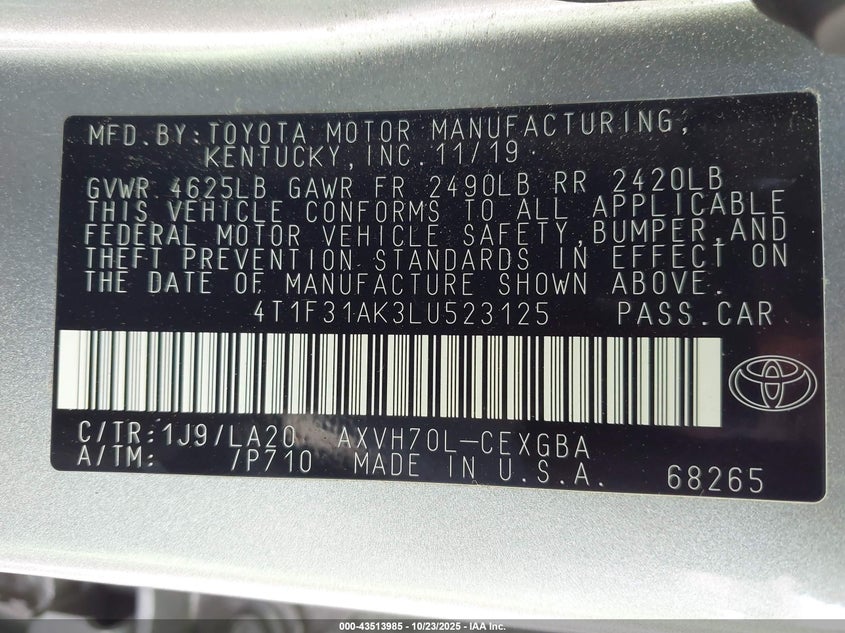 MFD.BY:TOYOTA MOTOR MANUFACTURING,
KENTUCKY,INC.11/19
GVWR 4625LB GAWR FR 2490LB RR 2420LB
THIS VEHICLE CONFORMS TO ALL APPLICABLE
FEDERAL MOTOR VEHICLE SAFETY,BUMPER,AND
THEFT PREVENTION STANDARDS IN EFFECT ON
THE DATE OF MANUFACTURE SHOWN ABOVE.
4T1F31AK3LU523125 PASS.CAR
C/TR:1J9/LA20 AXVH70L-CEXGBA
A/TM: /P710 MADE IN U.S.A. 68265
000-43513985 - 10/23/2025 - IAA Inc.